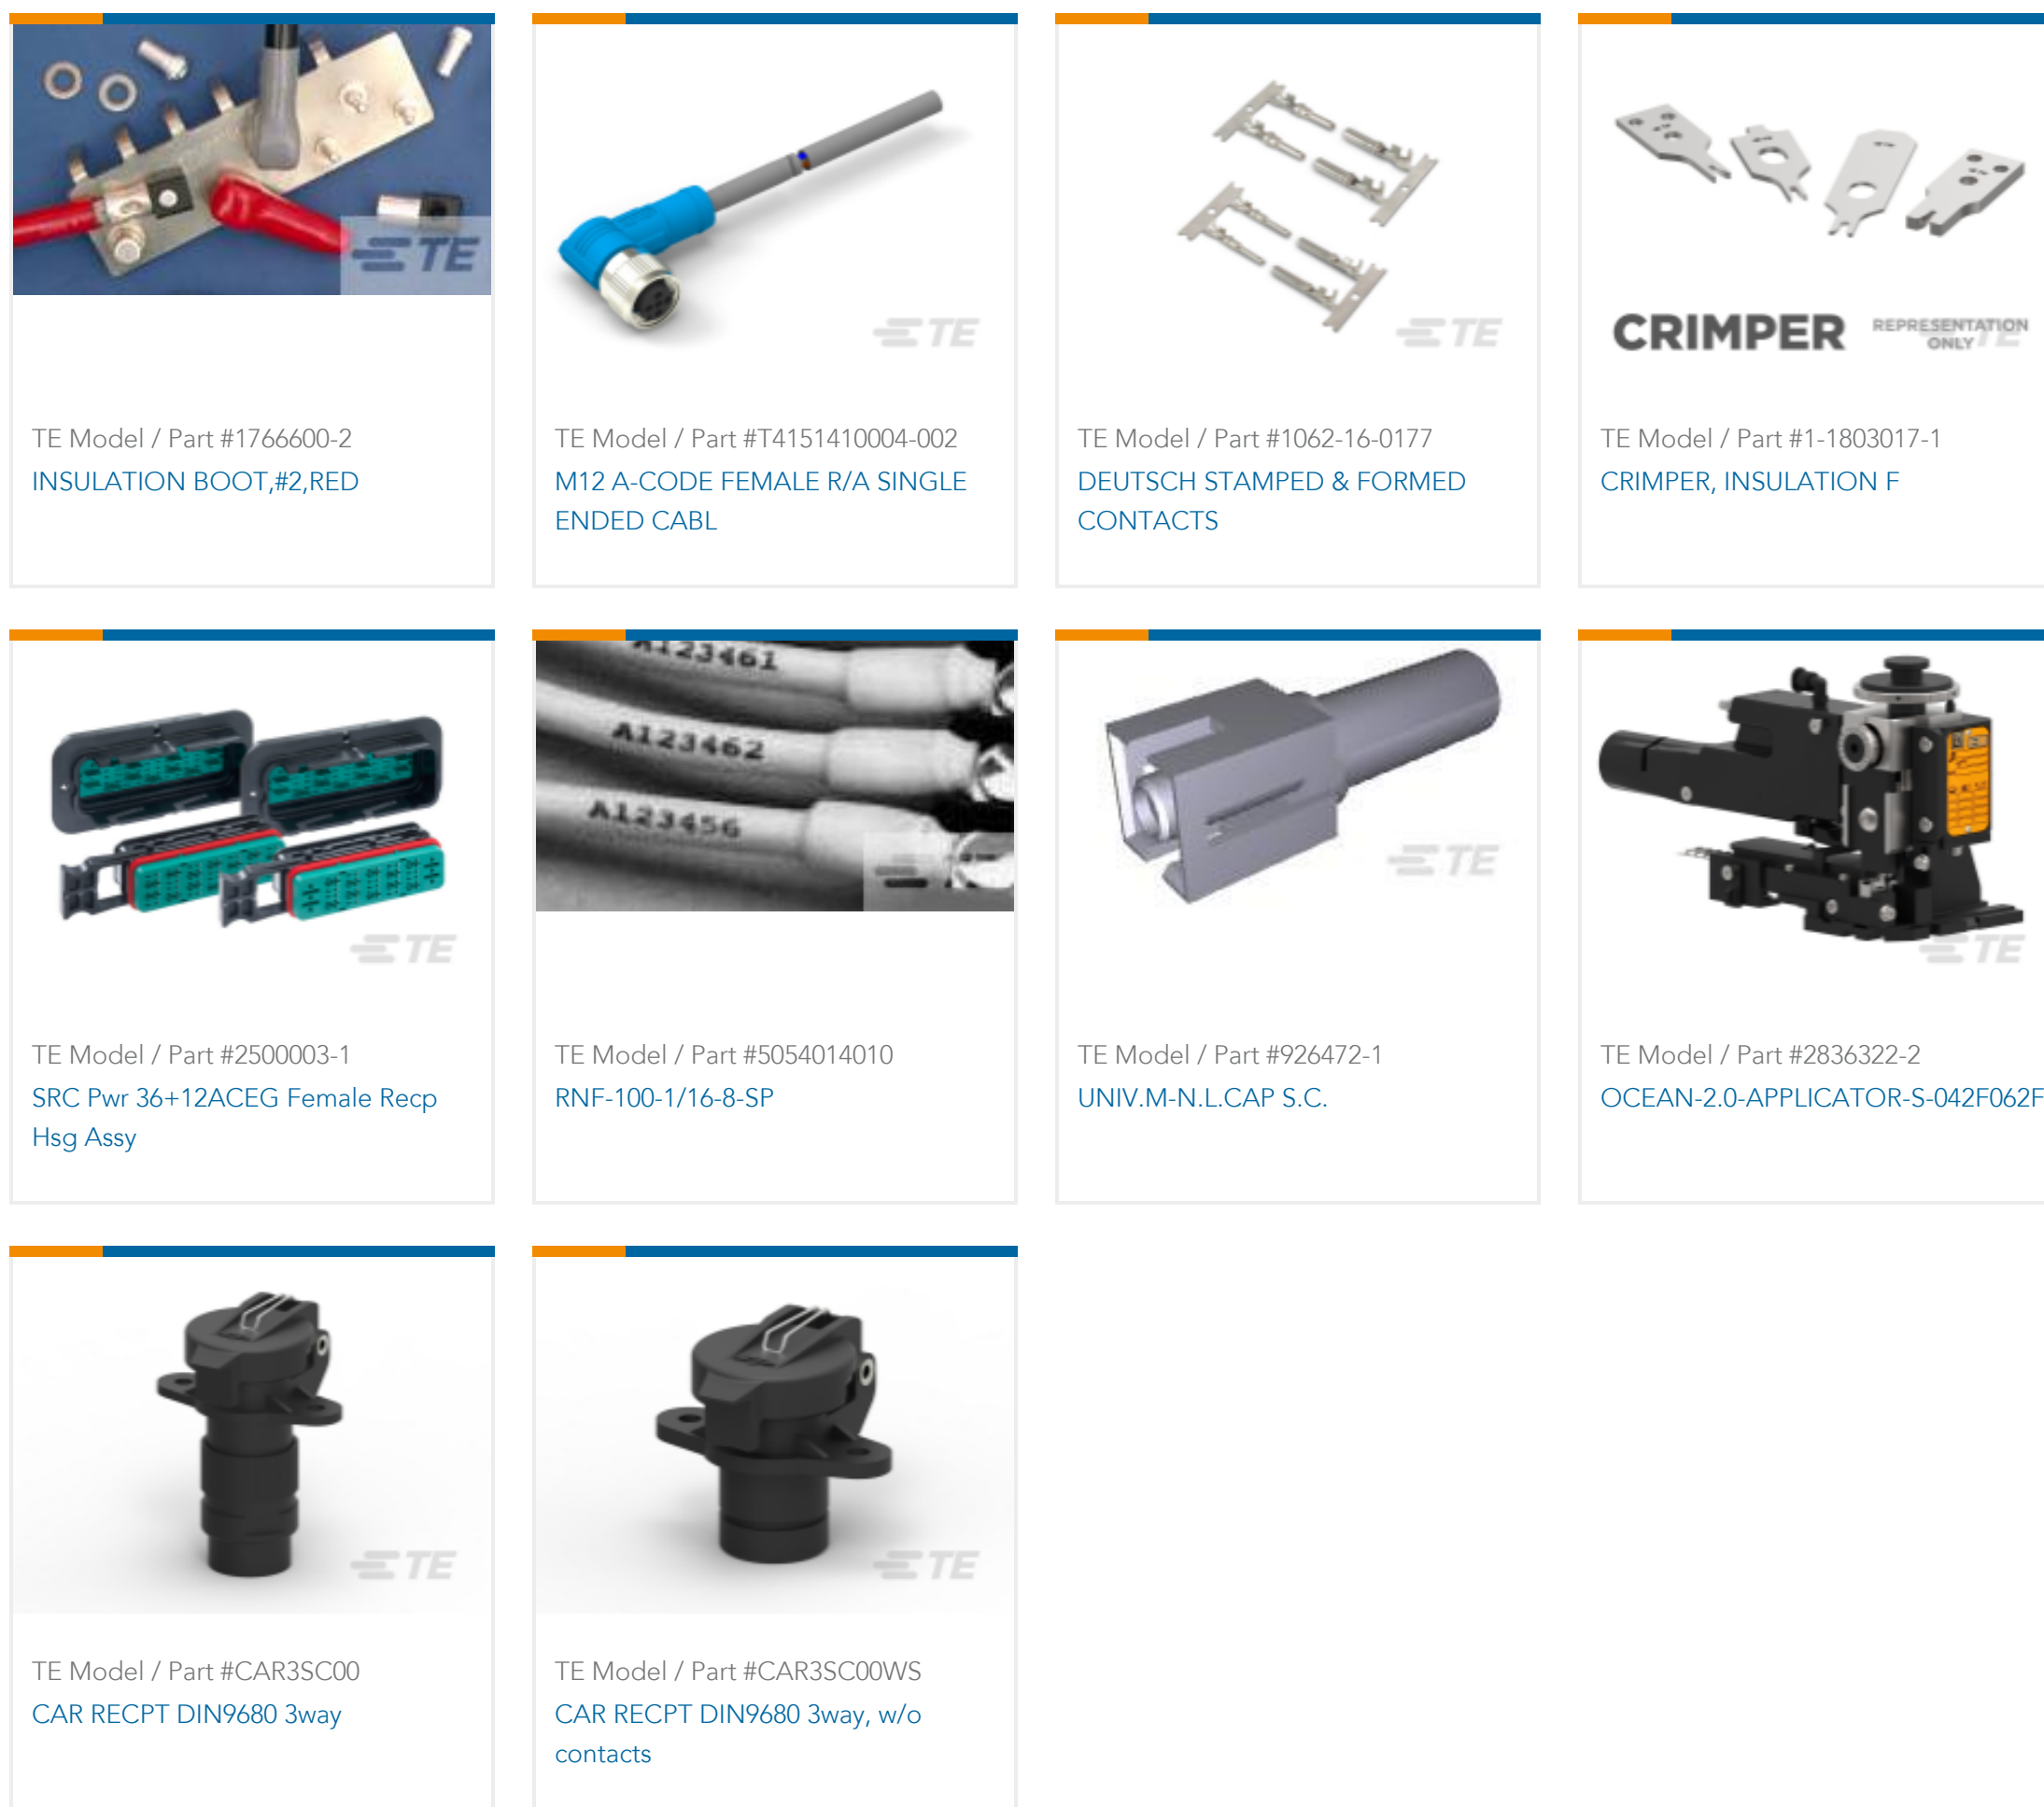 TE
TE Model / Part #1766600-2
INSULATION BOOT,#2,RED
TE
TE Model / Part #T4151410004-002
M12 A-CODE FEMALE R/A SINGLE
ENDED CABL
TE
TE Model / Part #1062-16-0177
DEUTSCH STAMPED & FORMED
CONTACTS
CRIMPER
REPRESENTATION
ONLY
TE
TE Model / Part #1-1803017-1
CRIMPER, INSULATION F
TE
TE Model / Part #2500003-1
SRC Pwr 36+12ACEG Female Recp
Hsg Assy
A123461
A123462
A123456
TE Model / Part #5054014010
RNF-100-1/16-8-SP
TE
TE Model / Part #926472-1
UNIV.M-N.L.CAP S.C.
TE
TE Model / Part #2836322-2
OCEAN-2.0-APPLICATOR-S-042F062F
TE
TE Model / Part #CAR3SC00
CAR RECPT DIN9680 3way
TE
TE Model / Part #CAR3SC00WS
CAR RECPT DIN9680 3way, w/o
contacts